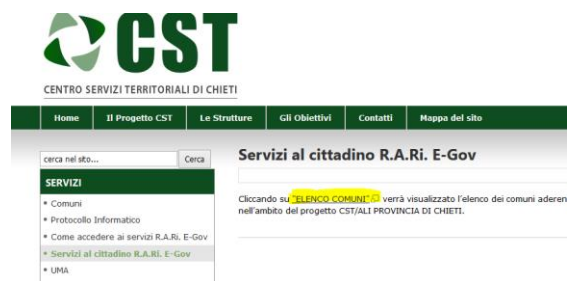 CST
CENTRO SERVIZI TERRITORIALI DI CHIETI
Home Il Progetto CST Le Strutture Gli Obiettivi Contatti Mappa del sito
cerca nel sito... Cerca
SERVIZI
Comuni
Protocollo Informatico
Come accedere ai servizi R.A.Ri. E-Gov
Servizi al cittadino R.A.Ri. E-Gov
UMA
Servizi al cittadino R.A.Ri. E-Gov
Cliccando su "ELENCO COMUNI" verrà visualizzato l'elenco dei comuni aderen
nell'ambito del progetto CST/ALI PROVINCIA DI CHIETI.